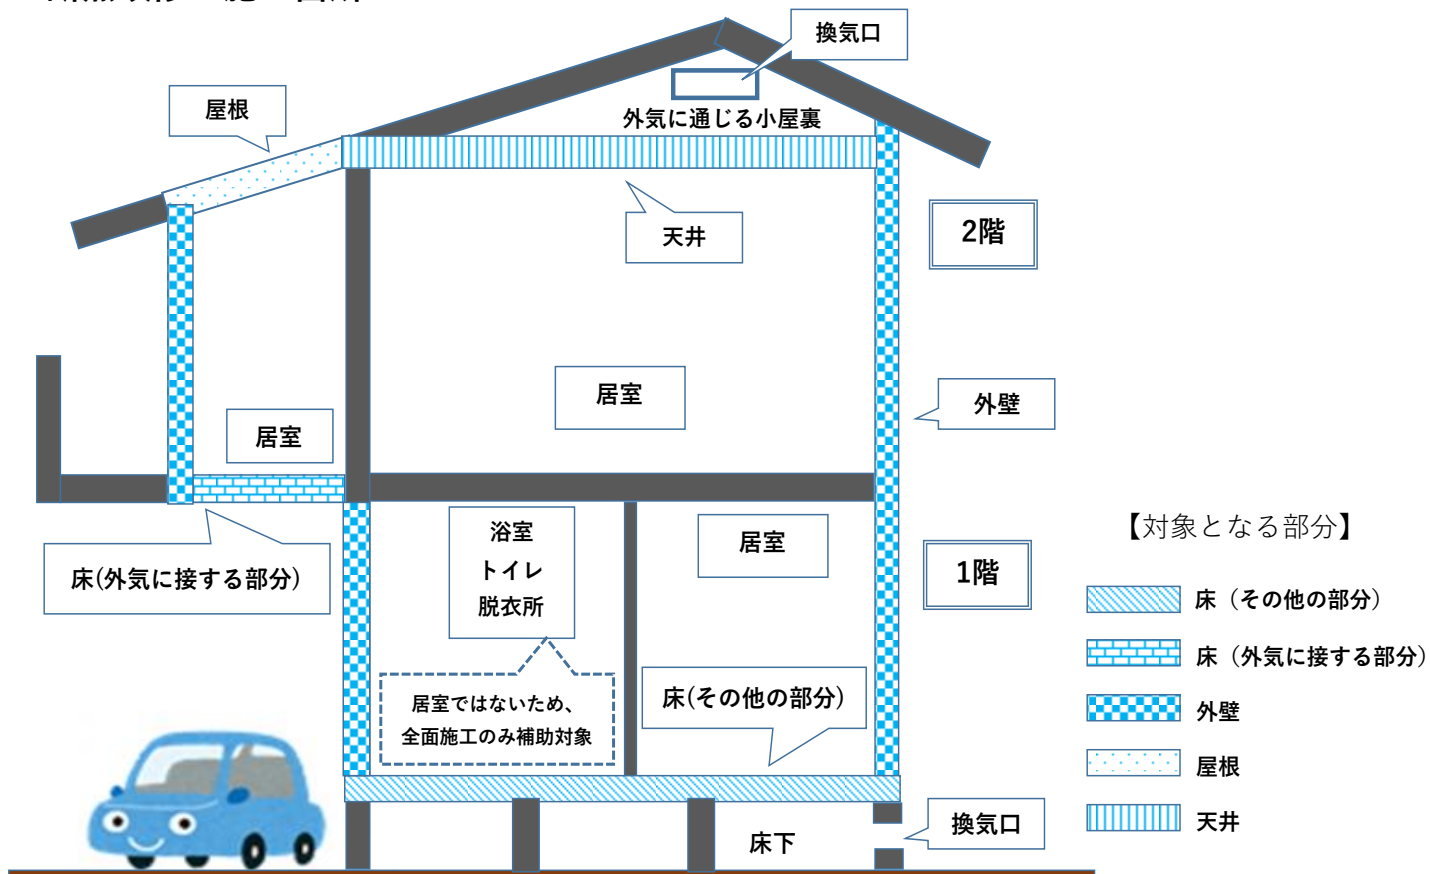 換気口
屋根
外気に通じる小屋裏
天井
2階
居室
外壁
居室
浴室
トイレ
脱衣所
居室
床(外気に接する部分)
1階
居室ではないため、
全面施工のみ補助対象
床(その他の部分)
床下
換気口
【対象となる部分】
床（その他の部分）
床（外気に接する部分）
外壁
屋根
天井